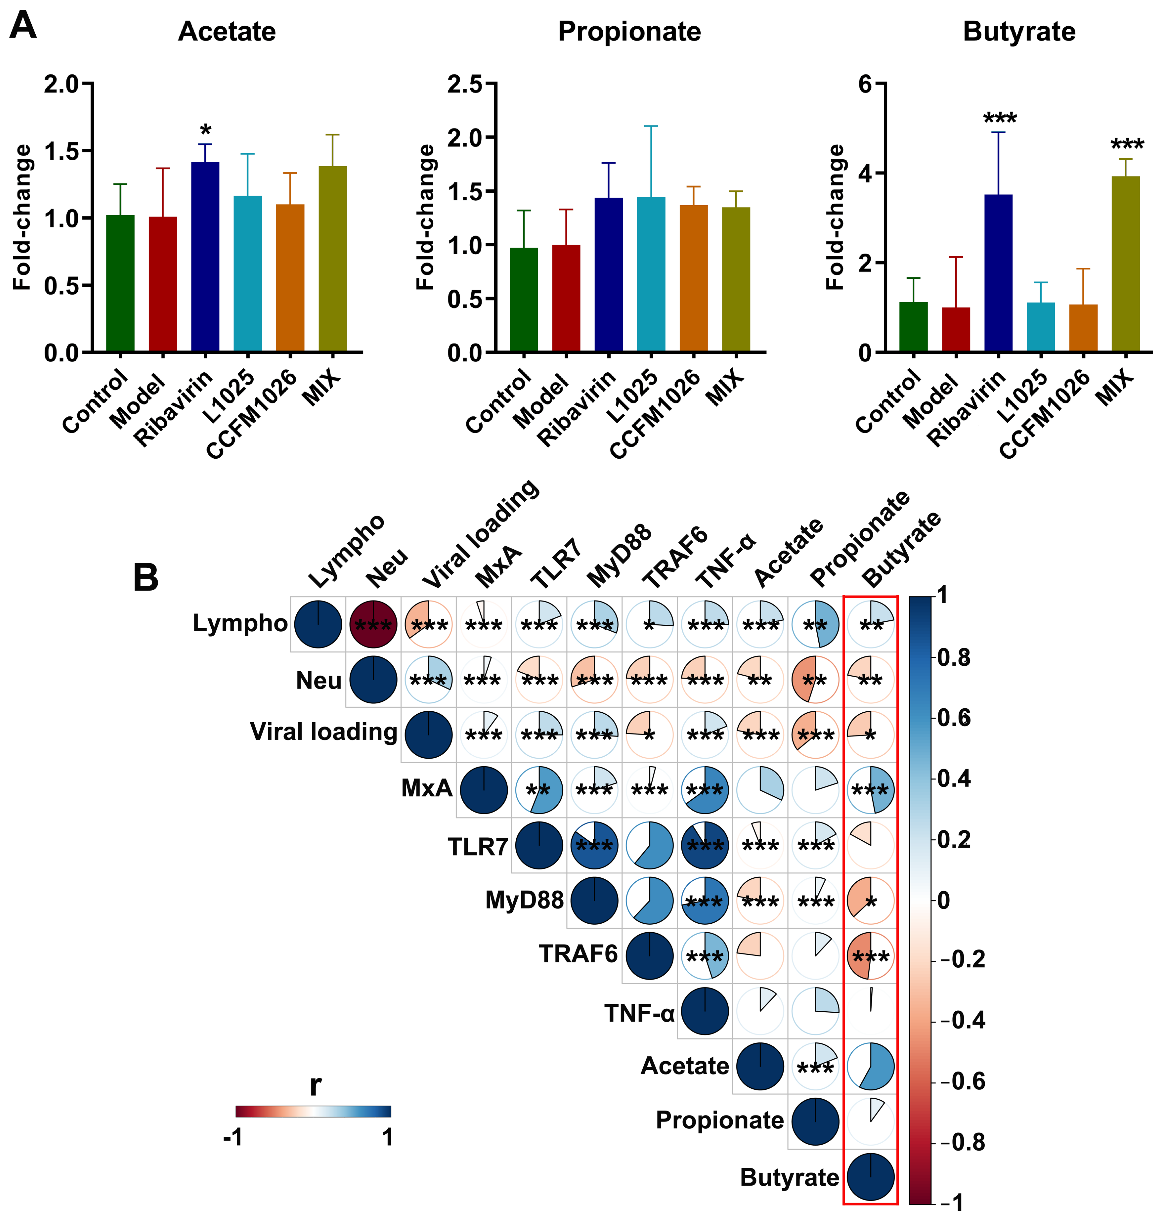 A
Acetate
Propionate
Butyrate
Fold-change
2.0
1.5
1.0
0.5
0.0
*
Control
Model
Ribavirin
L1025
CCFM1026
MIX
Fold-change
2.5
2.0
1.5
1.0
0.5
0.0
Control
Model
Ribavirin
L1025
CCFM1026
MIX
Fold-change
6
4
2
0
***
***
Control
Model
Ribavirin
L1025
CCFM1026
MIX
B
Lympho
Neu
Viral loading
MxA
TLR7
MyD88
TRAF6
TNF-α
Acetate
Propionate
Butyrate
Lympho *** *** *** *** *** * *** *** ** **
Neu *** *** *** *** *** *** ** ** **
Viral loading *** *** *** * *** *** *** *
MxA ** *** *** *** ***
TLR7 *** *** *** ***
MyD88 *** *** *** *
TRAF6 *** ***
TNF-α
Acetate ***
Propionate
Butyrate
1
0.8
0.6
0.4
0.2
0
-0.2
-0.4
-0.6
-0.8
-1
r
-1 1